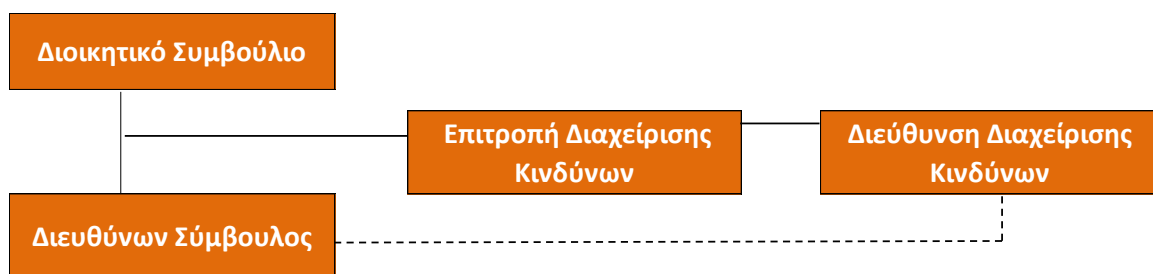 Διοικητικό Συμβούλιο
Επιτροπή Διαχείρισης
Κινδύνων
Διεύθυνση Διαχείρισης
Κινδύνων
Διευθύνων Σύμβουλος